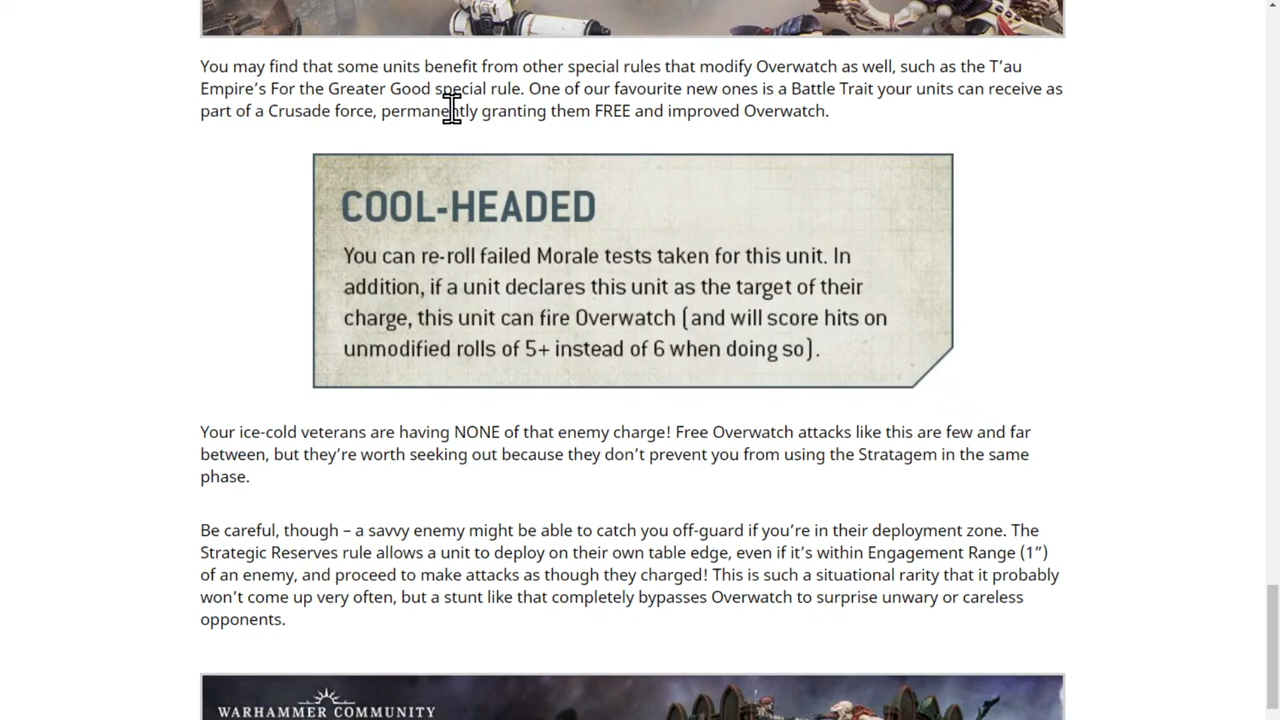 You may find that some units benefit from other special rules that modify Overwatch as well, such as the T’au
Empire’s For the Greater Good special rule. One of our favourite new ones is a Battle Trait your units can receive as
part of a Crusade force, permanently granting them FREE and improved Overwatch.
COOL-HEADED
You can re-roll failed Morale tests taken for this unit. In
addition, if a unit declares this unit as the target of their
charge, this unit can fire Overwatch (and will score hits on
unmodified rolls of 5+ instead of 6 when doing so).
Your ice-cold veterans are having NONE of that enemy charge! Free Overwatch attacks like this are few and far
between, but they’re worth seeking out because they don’t prevent you from using the Stratagem in the same
phase.
Be careful, though – a savvy enemy might be able to catch you off-guard if you’re in their deployment zone. The
Strategic Reserves rule allows a unit to deploy on their own table edge, even if it’s within Engagement Range (1”)
of an enemy, and proceed to make attacks as though they charged! This is such a situational rarity that it probably
won’t come up very often, but a stunt like that completely bypasses Overwatch to surprise unwary or careless
opponents.
WARHAMMER COMMUNITY